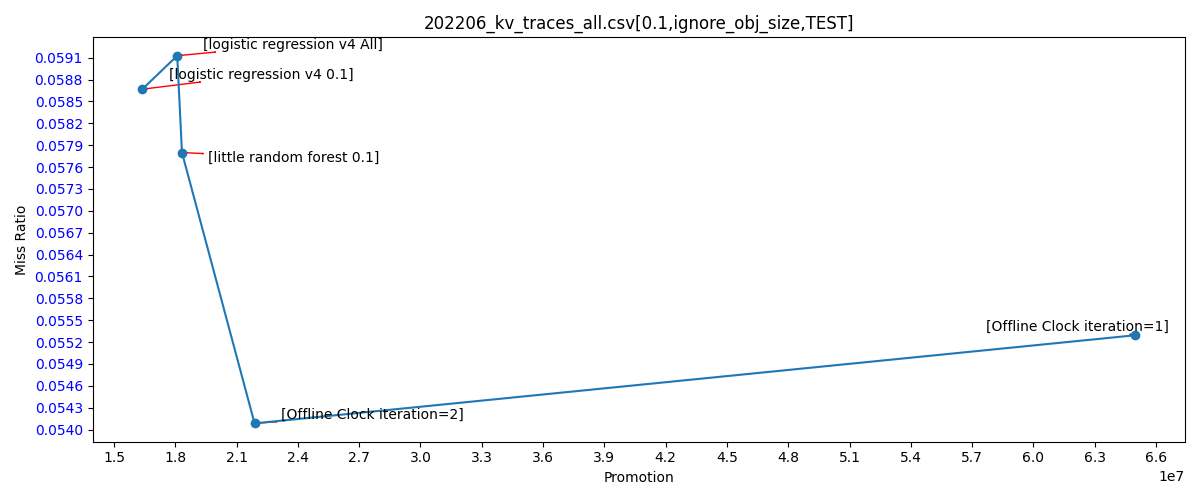 202206_kv_traces_all.csv[0.1,ignore_obj_size,TEST]
[logistic regression v4 All]
[logistic regression v4 0.1]
[little random forest 0.1]
[Offline Clock iteration=1]
[Offline Clock iteration=2]
Miss Ratio
0.0591
0.0588
0.0585
0.0582
0.0579
0.0576
0.0573
0.0570
0.0567
0.0564
0.0561
0.0558
0.0555
0.0552
0.0549
0.0546
0.0543
0.0540
1.5 1.8 2.1 2.4 2.7 3.0 3.3 3.6 3.9 4.2 4.5 4.8 5.1 5.4 5.7 6.0 6.3 6.6
1e7
Promotion